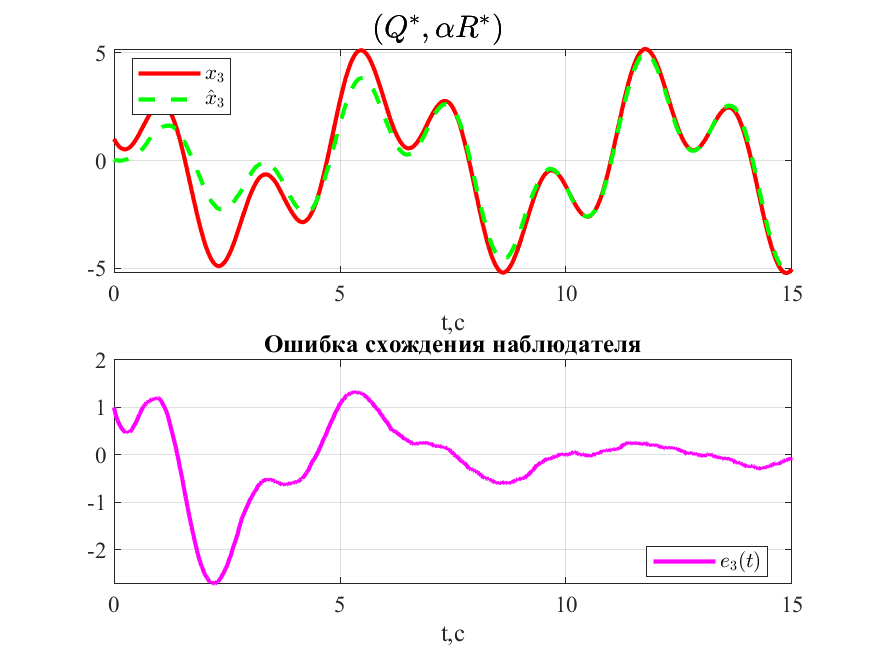 (Q*, αR*)
x₃
x̂₃
5
0
-5
0
5
10
15
t,с
Ошибка схождения наблюдателя
2
1
0
-1
-2
e₃(t)
0
5
10
15
t,с